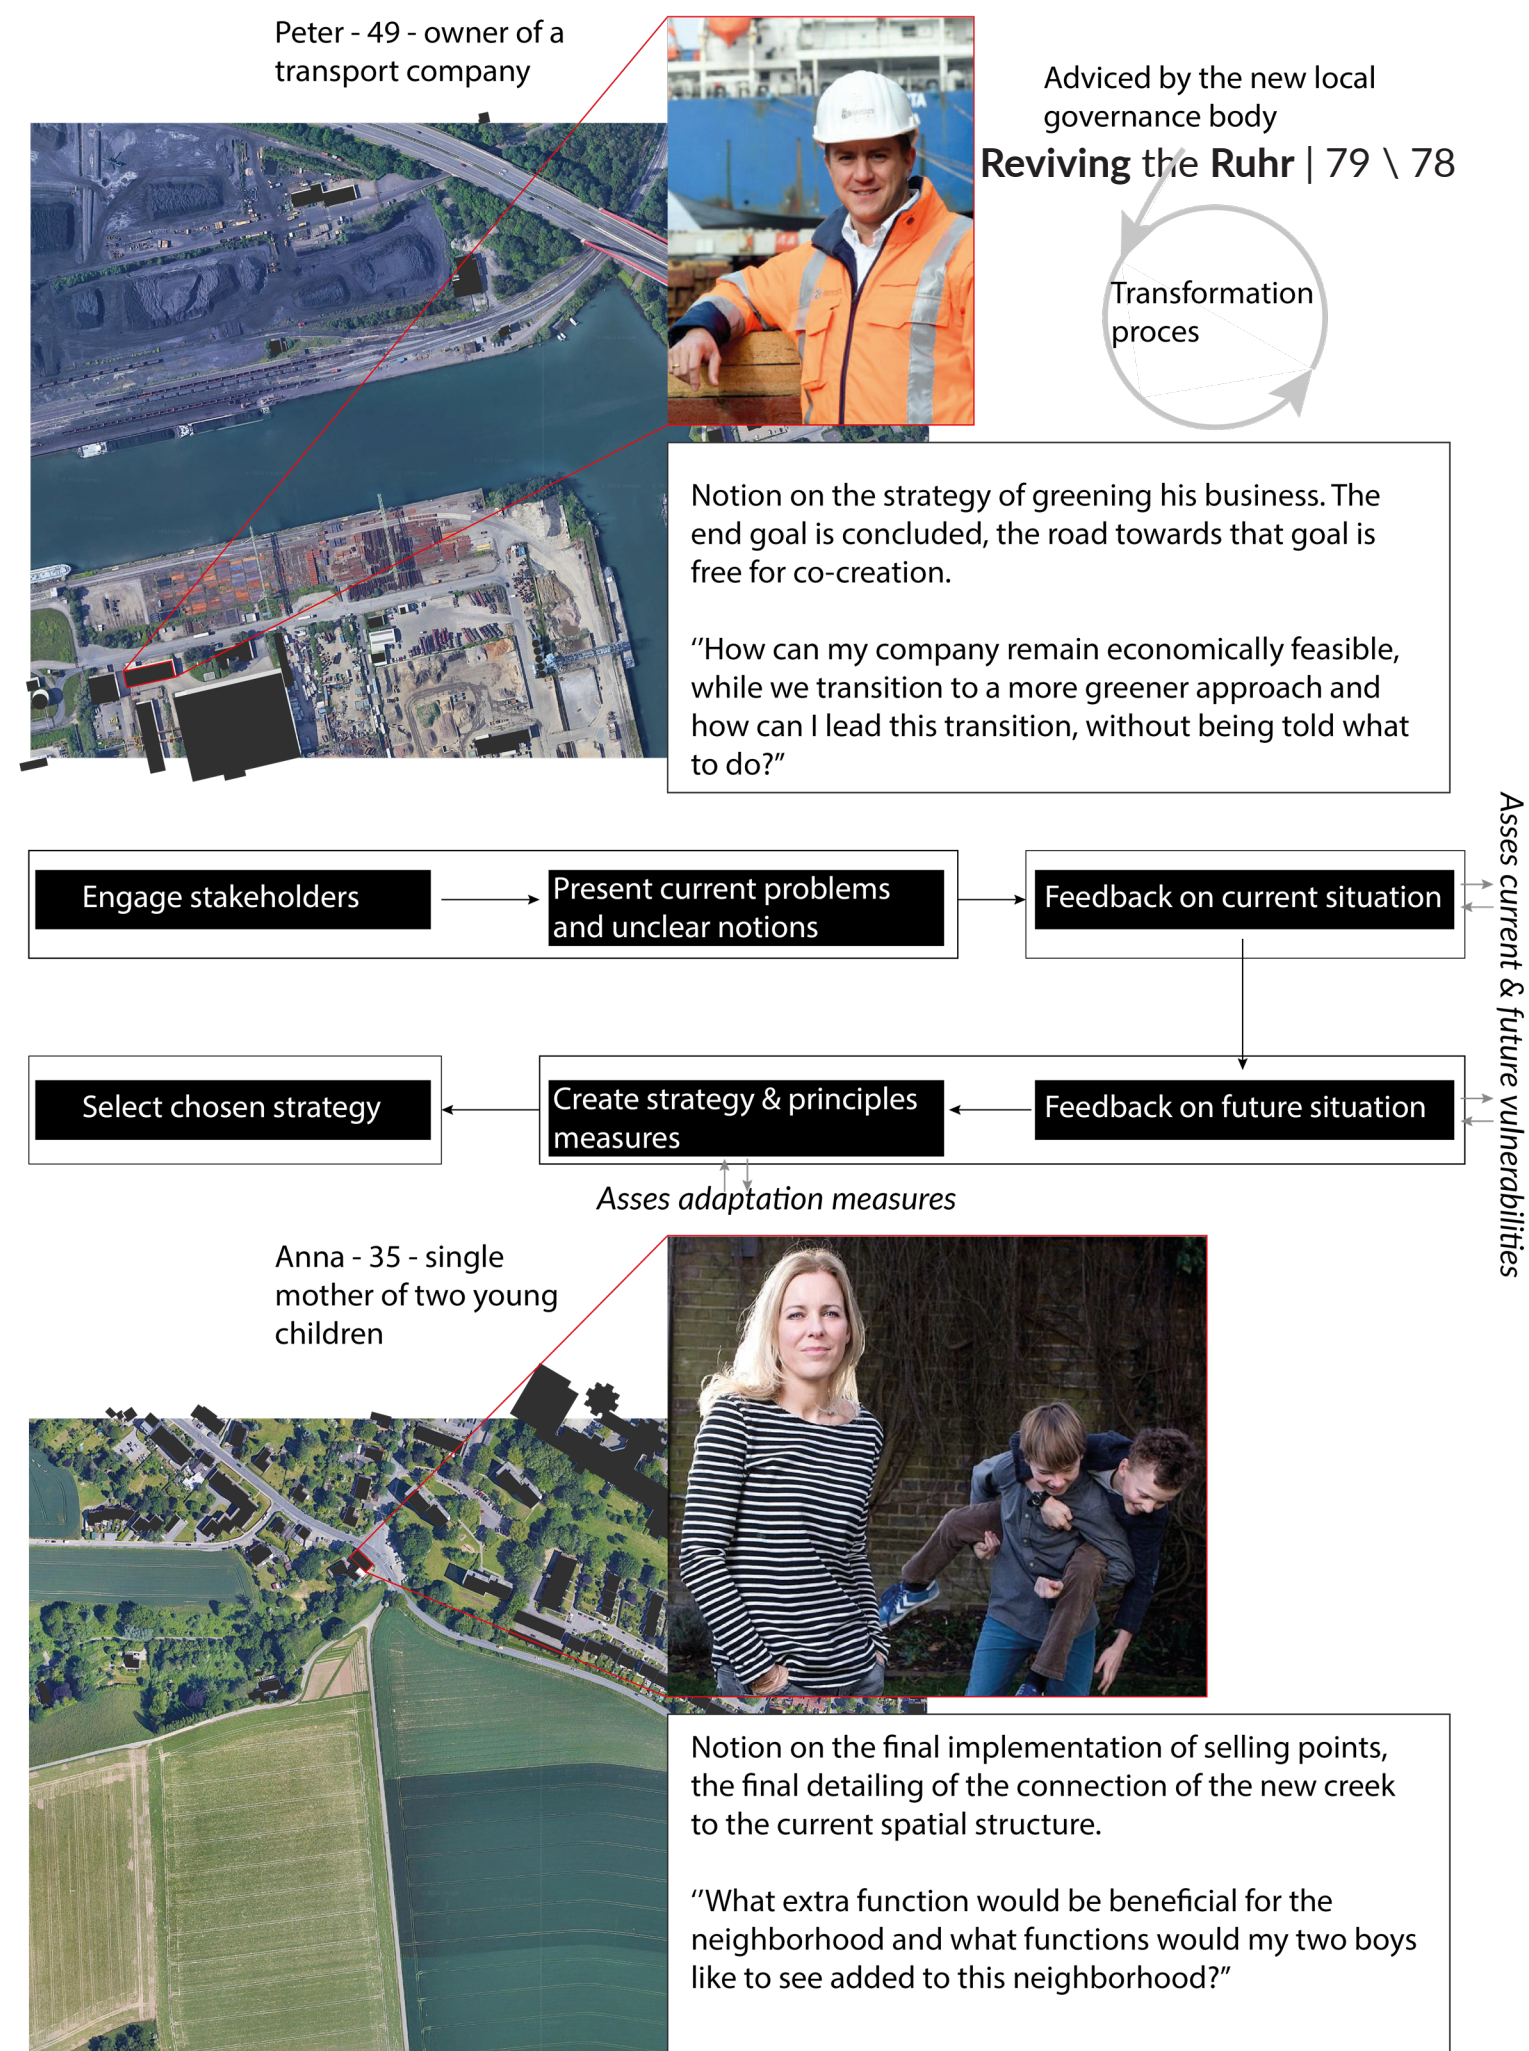 Peter - 49 - owner of a
transport company
Adviced by the new local
governance body
Reviving the Ruhr | 79 \ 78
Transformation
proces
Notion on the strategy of greening his business. The
end goal is concluded, the road towards that goal is
free for co-creation.
‘’How can my company remain economically feasible,
while we transition to a more greener approach and
how can I lead this transition, without being told what
to do?”
Engage stakeholders
Present current problems
and unclear notions
Feedback on current situation
Asses current & future vulnerabilities
Select chosen strategy
Create strategy & principles
measures
Feedback on future situation
Asses adaptation measures
Anna - 35 - single
mother of two young
children
Notion on the final implementation of selling points,
the final detailing of the connection of the new creek
to the current spatial structure.
‘’What extra function would be beneficial for the
neighborhood and what functions would my two boys
like to see added to this neighborhood?”